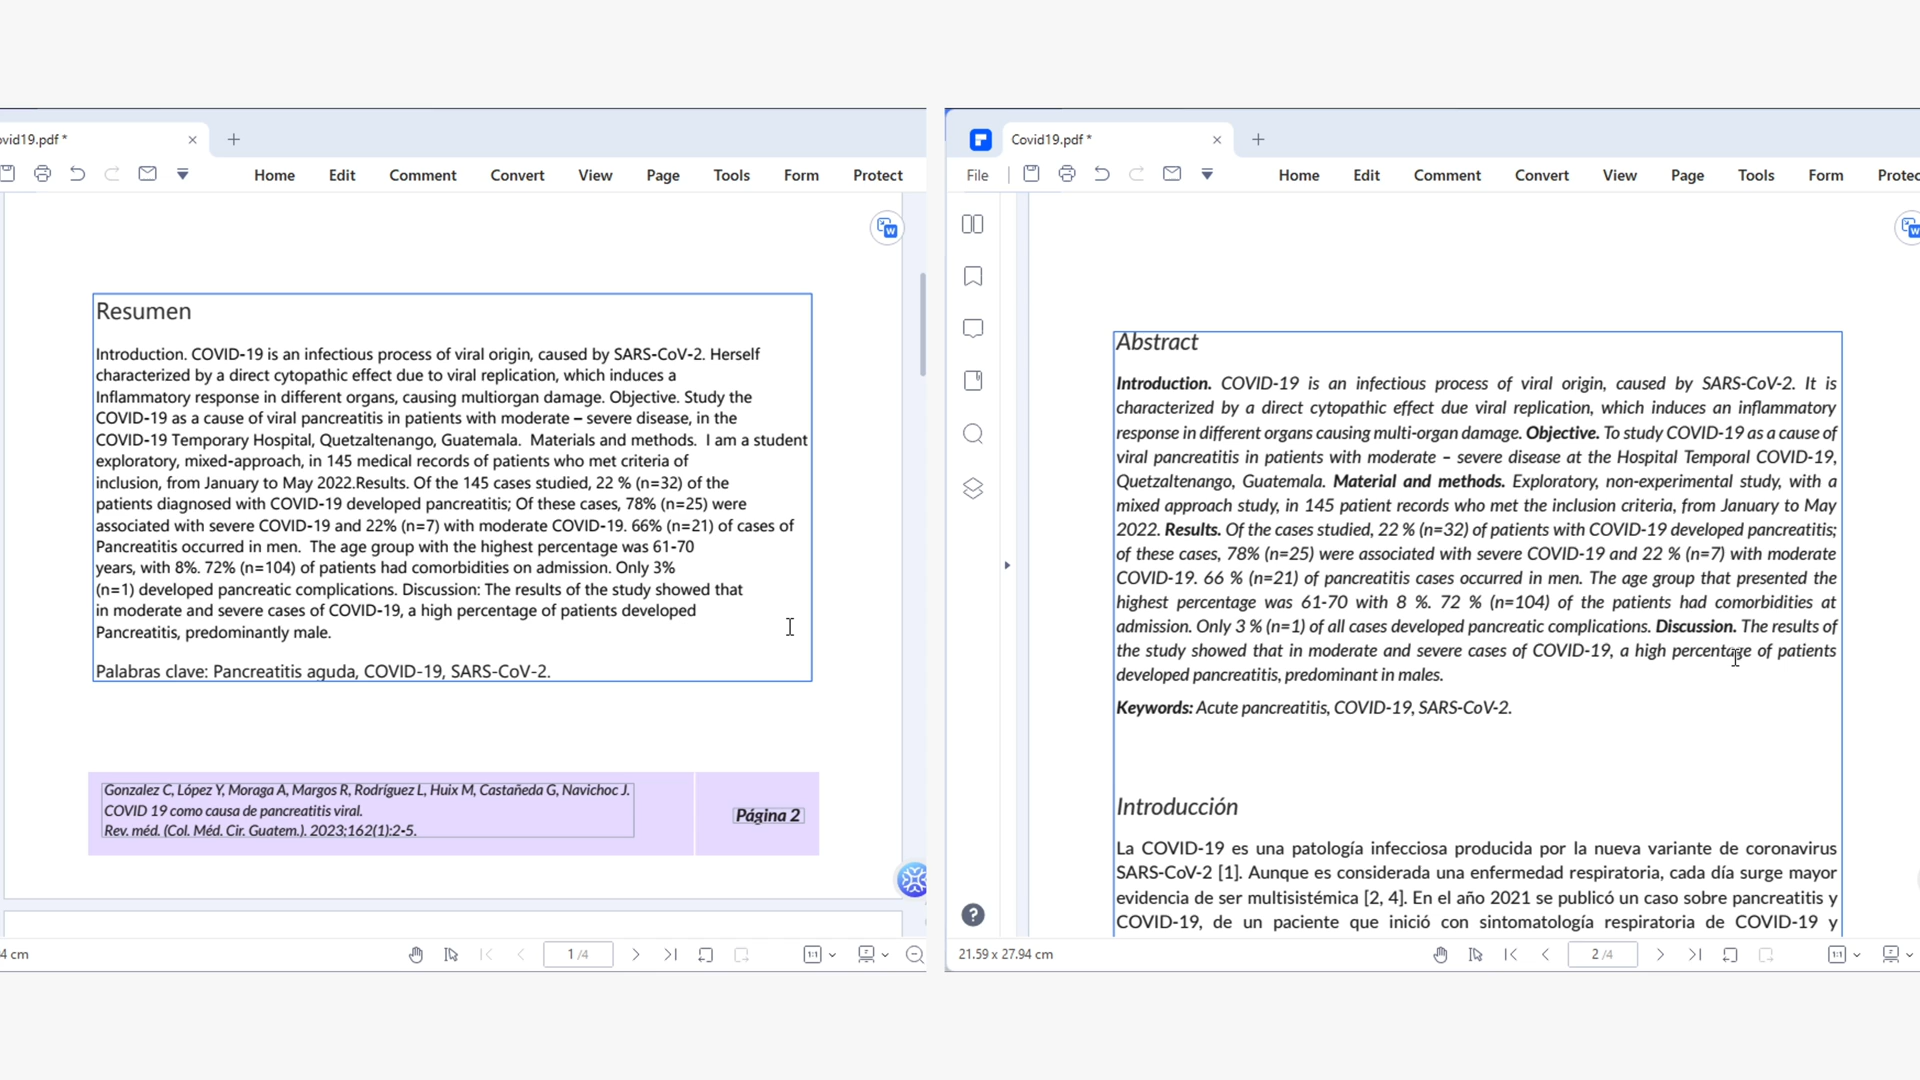 ovid19.pdf *
Home Edit Comment Convert View Page Tools Form Protect
Resumen
Introduction. COVID-19 is an infectious process of viral origin, caused by SARS-CoV-2. Herself
characterized by a direct cytopathic effect due to viral replication, which induces a
Inflammatory response in different organs, causing multiorgan damage. Objective. Study the
COVID-19 as a cause of viral pancreatitis in patients with moderate – severe disease, in the
COVID-19 Temporary Hospital, Quetzaltenango, Guatemala.  Materials and methods.  I am a student
exploratory, mixed-approach, in 145 medical records of patients who met criteria of
inclusion, from January to May 2022.Results. Of the 145 cases studied, 22 % (n=32) of the
patients diagnosed with COVID-19 developed pancreatitis; Of these cases, 78% (n=25) were
associated with severe COVID-19 and 22% (n=7) with moderate COVID-19. 66% (n=21) of cases of
Pancreatitis occurred in men.  The age group with the highest percentage was 61-70
years, with 8%. 72% (n=104) of patients had comorbidities on admission. Only 3%
(n=1) developed pancreatic complications. Discussion: The results of the study showed that
in moderate and severe cases of COVID-19, a high percentage of patients developed
Pancreatitis, predominantly male.
Palabras clave: Pancreatitis aguda, COVID-19, SARS-CoV-2.
Gonzalez C, López Y, Moraga A, Margos R, Rodríguez L, Huix M, Castañeda G, Navichoc J.
COVID 19 como causa de pancreatitis viral.
Rev. méd. (Col. Méd. Cir. Guatem.). 2023;162(1):2-5.
Página 2
4 cm
1 /4
Covid19.pdf *
File Home Edit Comment Convert View Page Tools Form Protec
Abstract
Introduction. COVID-19 is an infectious process of viral origin, caused by SARS-CoV-2. It is
characterized by a direct cytopathic effect due viral replication, which induces an inflammatory
response in different organs causing multi-organ damage. Objective. To study COVID-19 as a cause of
viral pancreatitis in patients with moderate – severe disease at the Hospital Temporal COVID-19,
Quetzaltenango, Guatemala. Material and methods. Exploratory, non-experimental study, with a
mixed approach study, in 145 patient records who met the inclusion criteria, from January to May
2022. Results. Of the cases studied, 22 % (n=32) of patients with COVID-19 developed pancreatitis;
of these cases, 78% (n=25) were associated with severe COVID-19 and 22 % (n=7) with moderate
COVID-19. 66 % (n=21) of pancreatitis cases occurred in men. The age group that presented the
highest percentage was 61-70 with 8 %. 72 % (n=104) of the patients had comorbidities at
admission. Only 3 % (n=1) of all cases developed pancreatic complications. Discussion. The results of
the study showed that in moderate and severe cases of COVID-19, a high percentage of patients
developed pancreatitis, predominant in males.
Keywords: Acute pancreatitis, COVID-19, SARS-CoV-2.
Introducción
La COVID-19 es una patología infecciosa producida por la nueva variante de coronavirus
SARS-CoV-2 [1]. Aunque es considerada una enfermedad respiratoria, cada día surge mayor
evidencia de ser multisistémica [2, 4]. En el año 2021 se publicó un caso sobre pancreatitis y
COVID-19, de un paciente que inició con sintomatología respiratoria de COVID-19 y
21.59 x 27.94 cm
2 /4